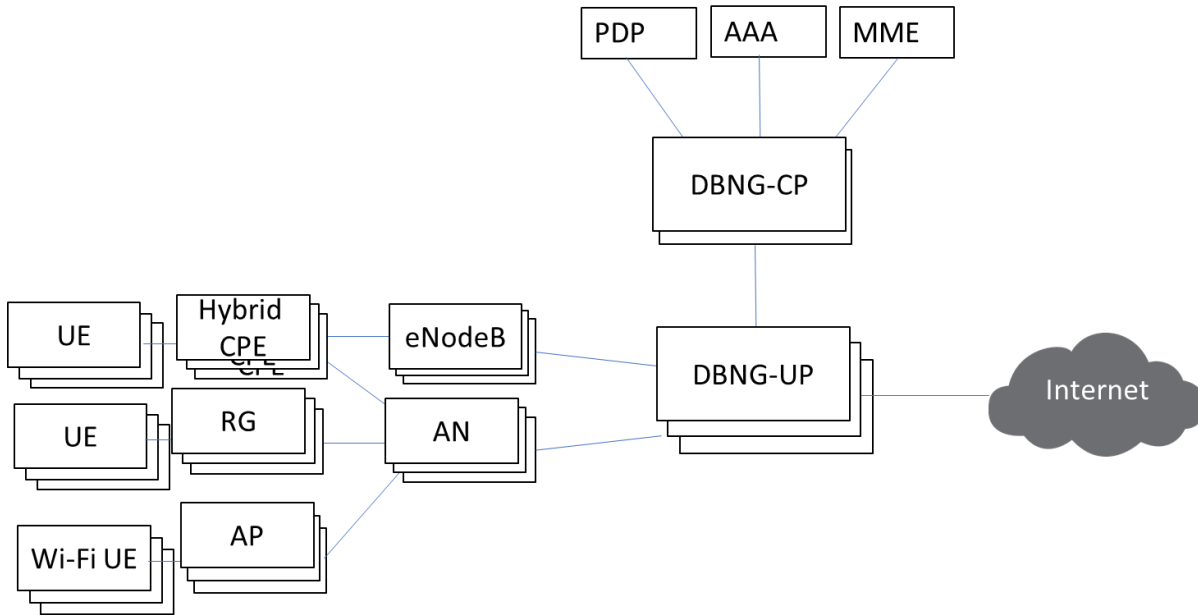 PDP
AAA
MME
DBNG-CP
Hybrid
CPE
CPE
UE
eNodeB
DBNG-UP
Internet
UE
RG
AN
Wi-Fi UE
AP